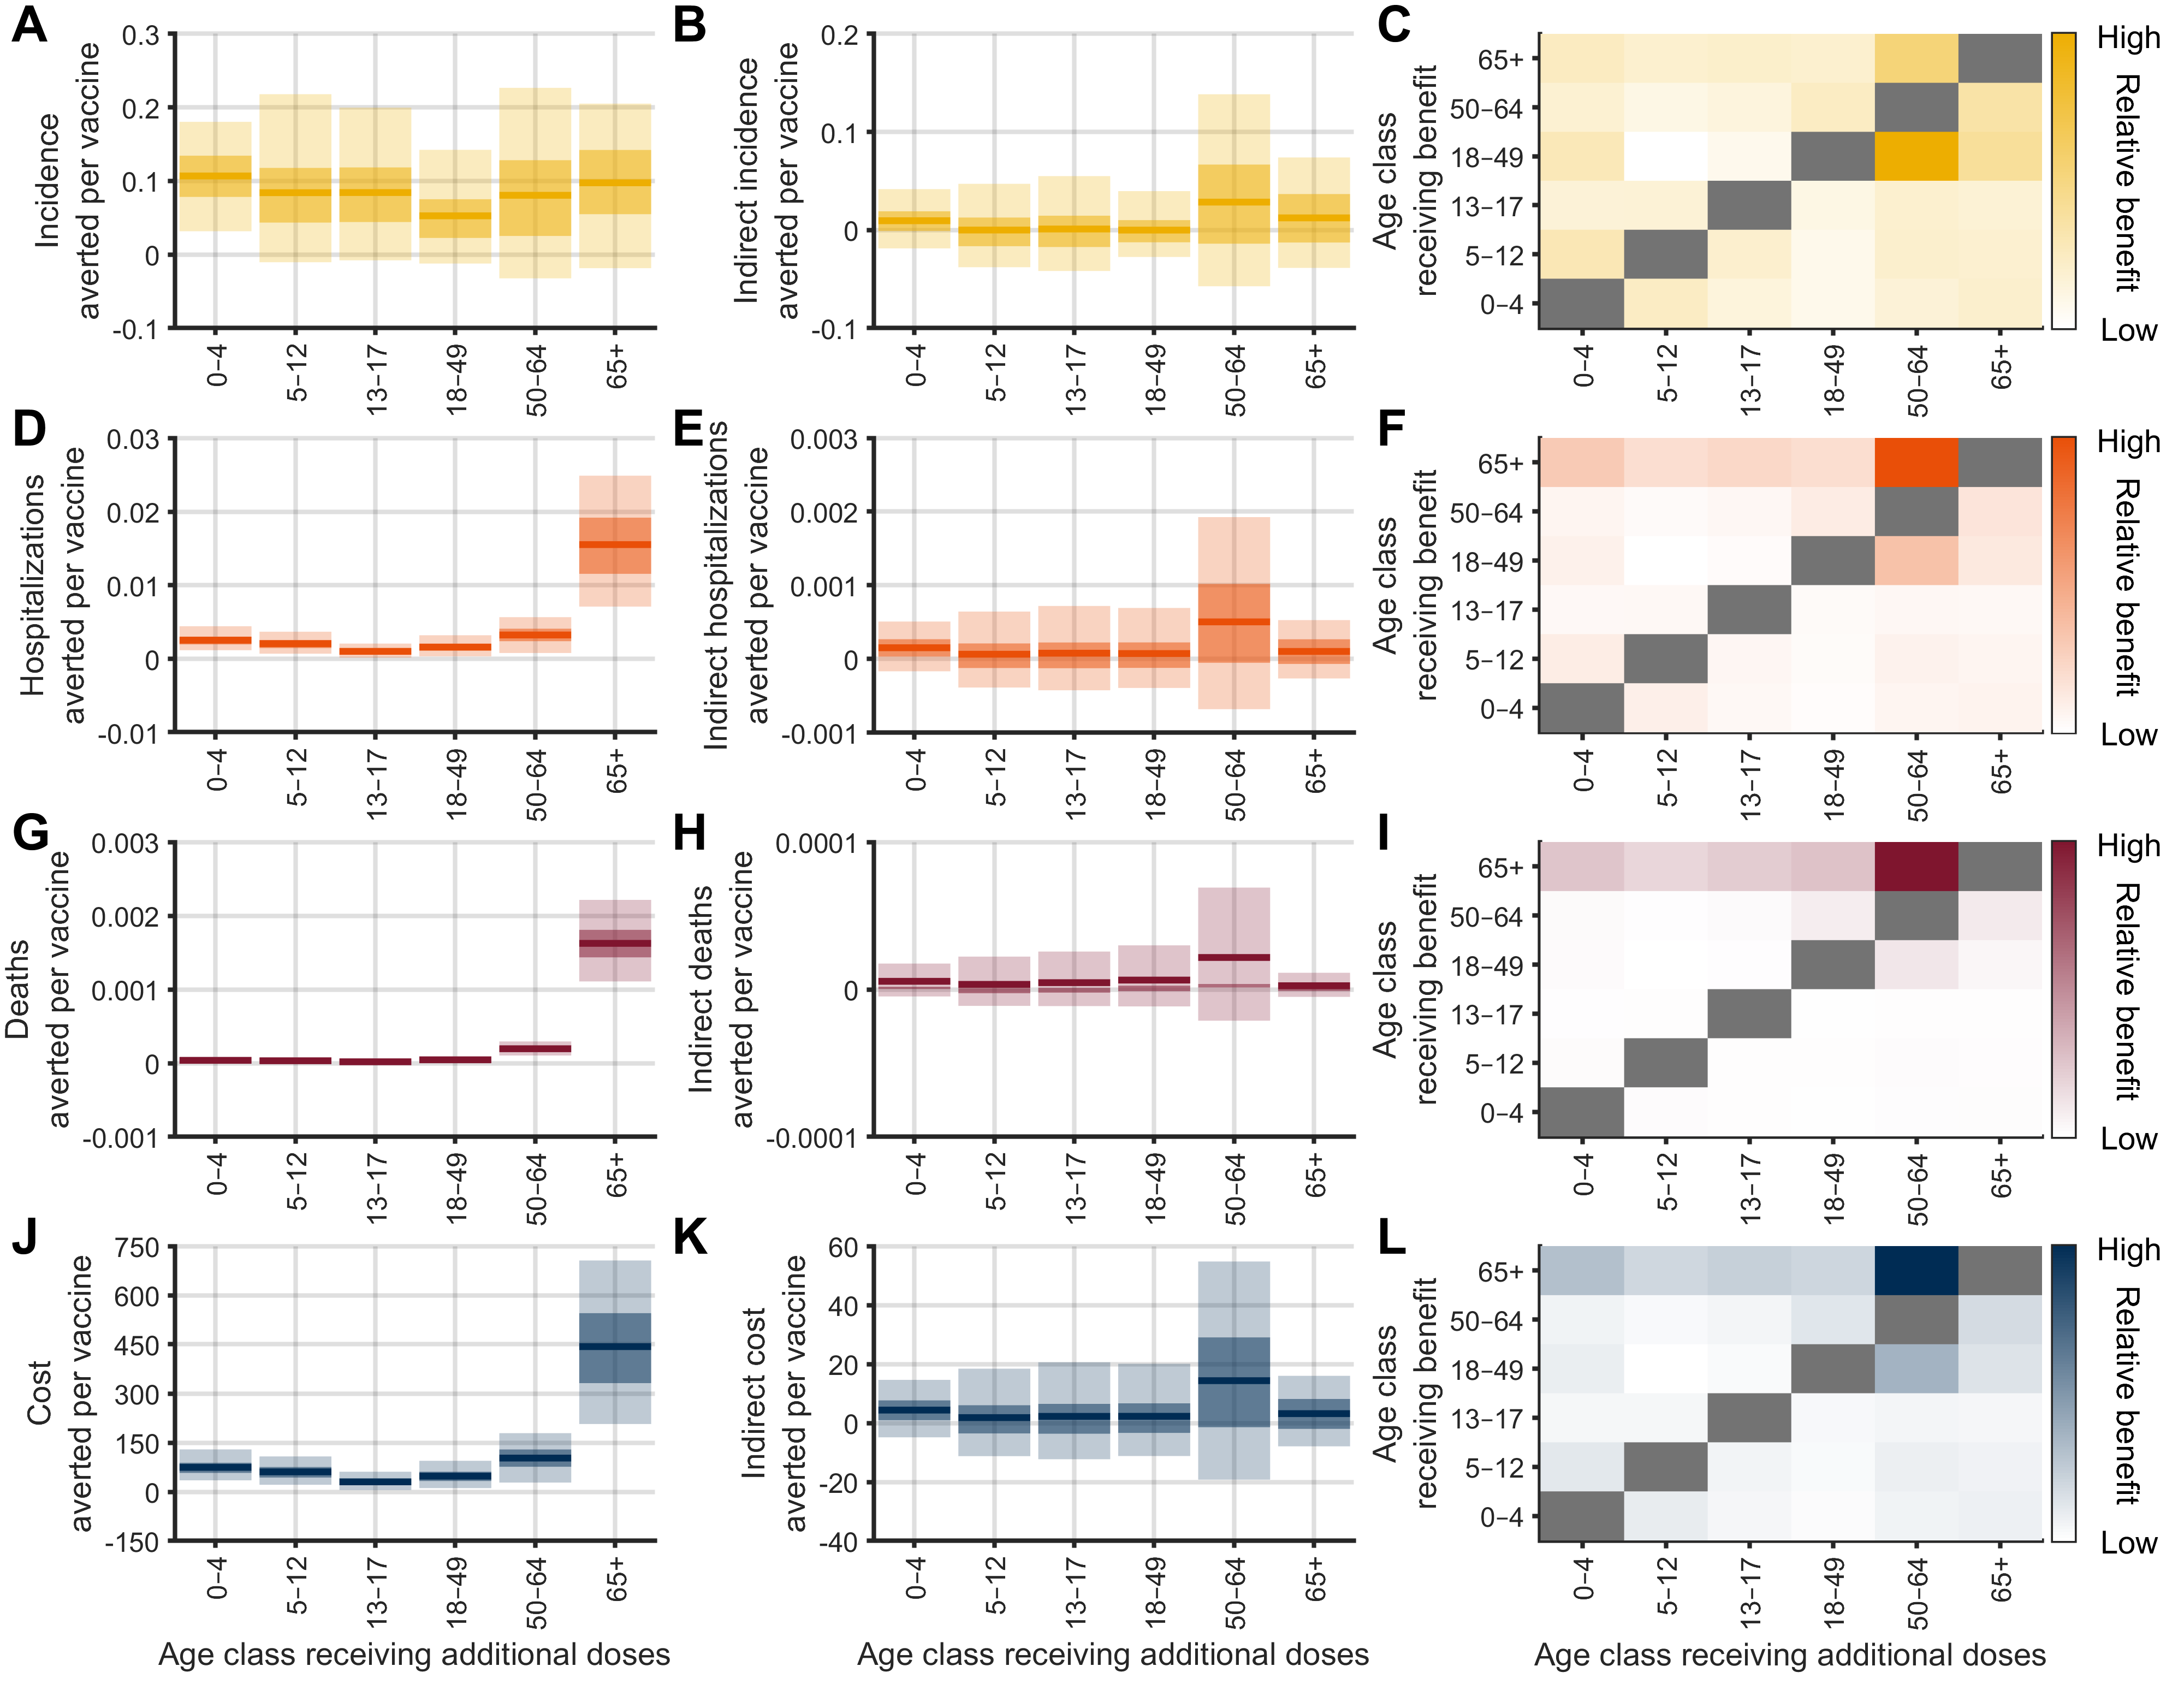 A
Incidence
averted per vaccine
0.3
0.2
0.1
0
-0.1
0–4
5–12
13–17
18–49
50–64
65+
B
Indirect incidence
averted per vaccine
0.2
0.1
0
-0.1
0–4
5–12
13–17
18–49
50–64
65+
C
Age class
receiving benefit
65+
50–64
18–49
13–17
5–12
0–4
0–4
5–12
13–17
18–49
50–64
65+
High
Relative benefit
Low
D
Hospitalizations
averted per vaccine
0.03
0.02
0.01
0
-0.01
0–4
5–12
13–17
18–49
50–64
65+
E
Indirect hospitalizations
averted per vaccine
0.003
0.002
0.001
0
-0.001
0–4
5–12
13–17
18–49
50–64
65+
F
Age class
receiving benefit
65+
50–64
18–49
13–17
5–12
0–4
0–4
5–12
13–17
18–49
50–64
65+
High
Relative benefit
Low
G
Deaths
averted per vaccine
0.003
0.002
0.001
0
-0.001
0–4
5–12
13–17
18–49
50–64
65+
H
Indirect deaths
averted per vaccine
0.0001
0
-0.0001
0–4
5–12
13–17
18–49
50–64
65+
I
Age class
receiving benefit
65+
50–64
18–49
13–17
5–12
0–4
0–4
5–12
13–17
18–49
50–64
65+
High
Relative benefit
Low
J
Cost
averted per vaccine
750
600
450
300
150
0
-150
0–4
5–12
13–17
18–49
50–64
65+
Age class receiving additional doses
K
Indirect cost
averted per vaccine
60
40
20
0
-20
-40
0–4
5–12
13–17
18–49
50–64
65+
Age class receiving additional doses
L
Age class
receiving benefit
65+
50–64
18–49
13–17
5–12
0–4
0–4
5–12
13–17
18–49
50–64
65+
Age class receiving additional doses
High
Relative benefit
Low